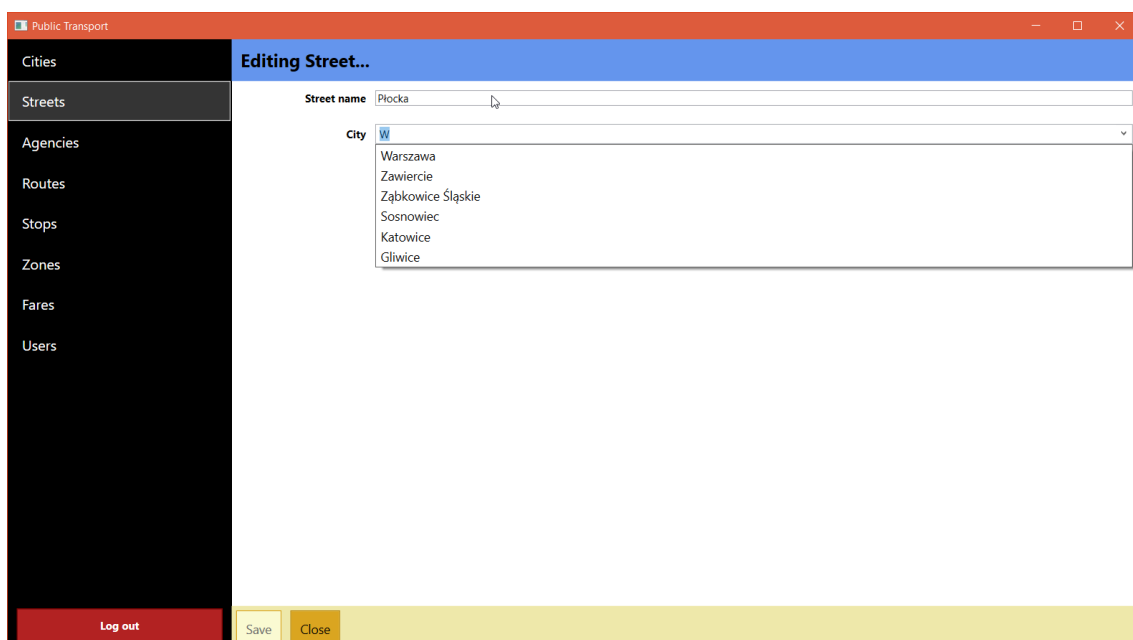 Public Transport
Cities
Streets
Agencies
Routes
Stops
Zones
Fares
Users
Log out
Editing Street...
Street name Płocka
City W
Warszawa
Zawiercie
Ząbkowice Śląskie
Sosnowiec
Katowice
Gliwice
Save Close